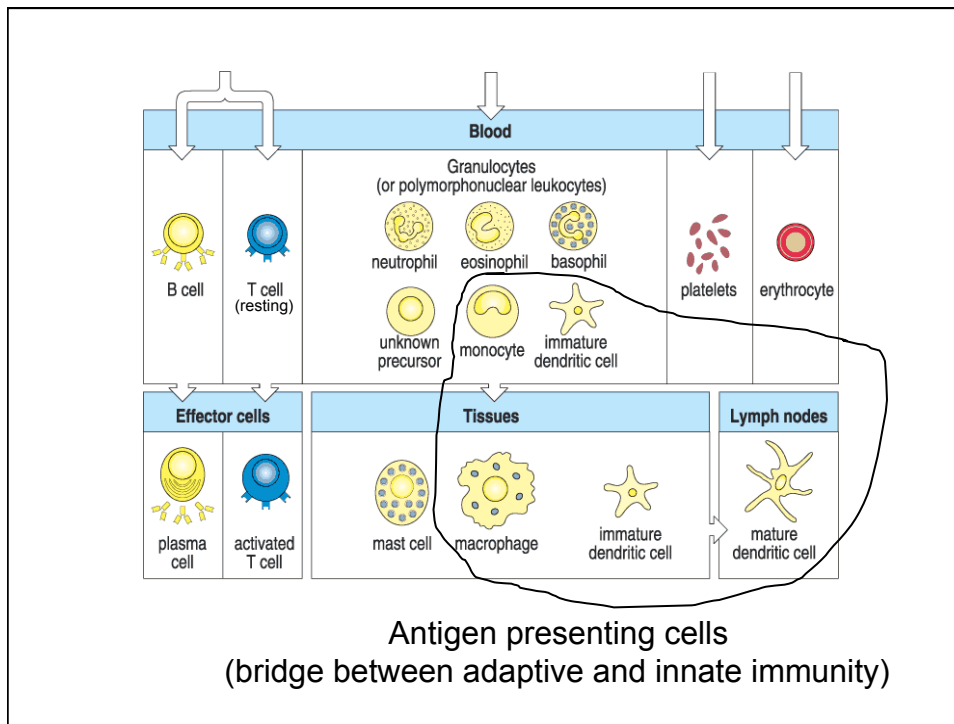 Blood
Granulocytes
(or polymorphonuclear leukocytes)
neutrophil
eosinophil
basophil
B cell
T cell
(resting)
platelets
erythrocyte
unknown
precursor
monocyte
immature
dendritic cell
Effector cells
Tissues
Lymph nodes
plasma
cell
activated
T cell
mast cell
macrophage
immature
dendritic cell
mature
dendritic cell
Antigen presenting cells
(bridge between adaptive and innate immunity)